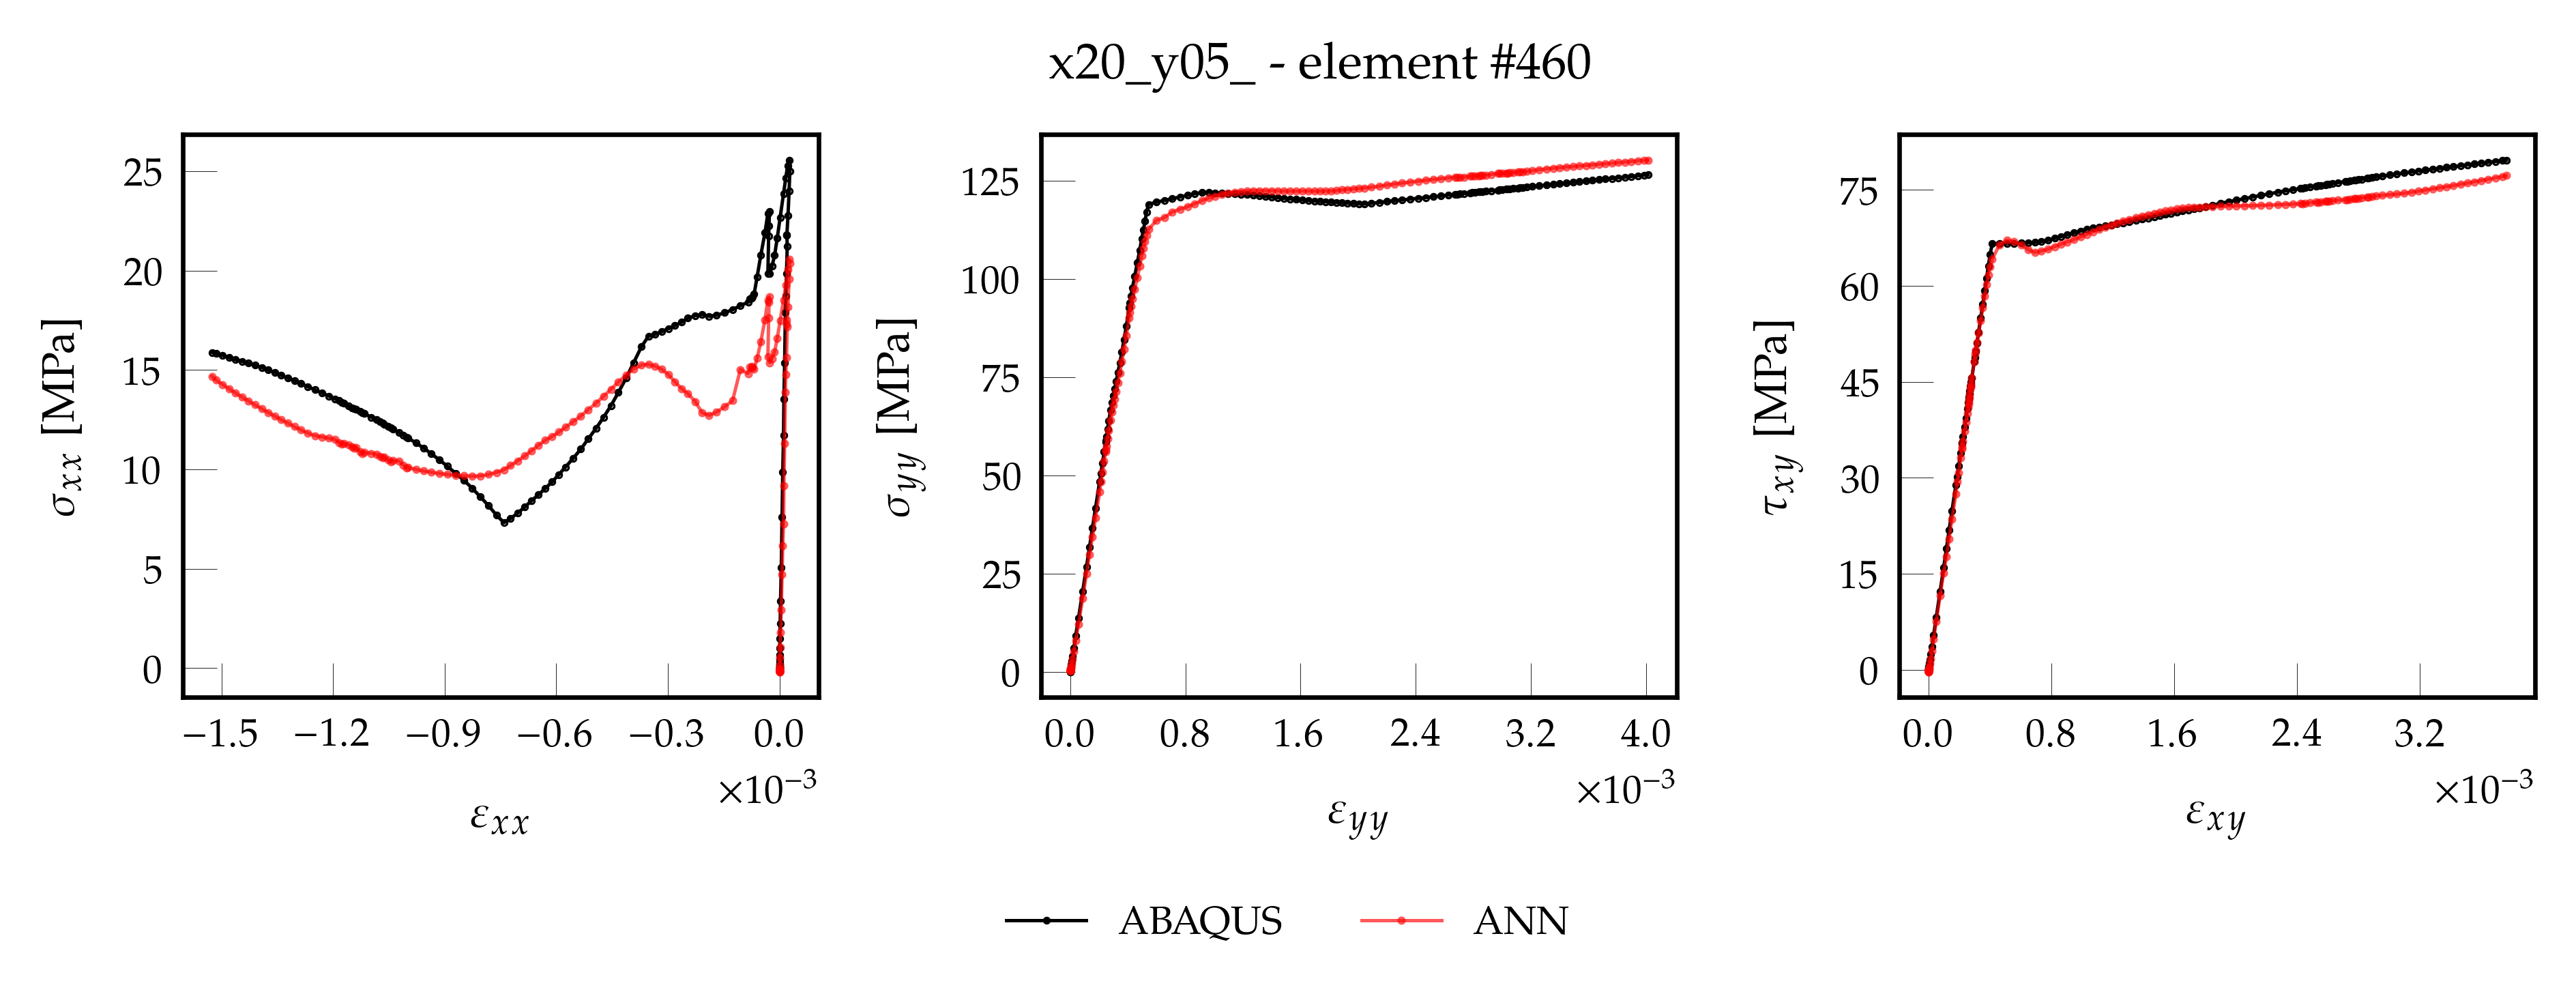 x20_y05_ - element #460
σxx [MPa]
25
20
15
10
5
0
−1.5 −1.2 −0.9 −0.6 −0.3 0.0
×10⁻³
εxx
σyy [MPa]
125
100
75
50
25
0
0.0 0.8 1.6 2.4 3.2 4.0
×10⁻³
εyy
τxy [MPa]
75
60
45
30
15
0
0.0 0.8 1.6 2.4 3.2
×10⁻³
εxy
ABAQUS ANN